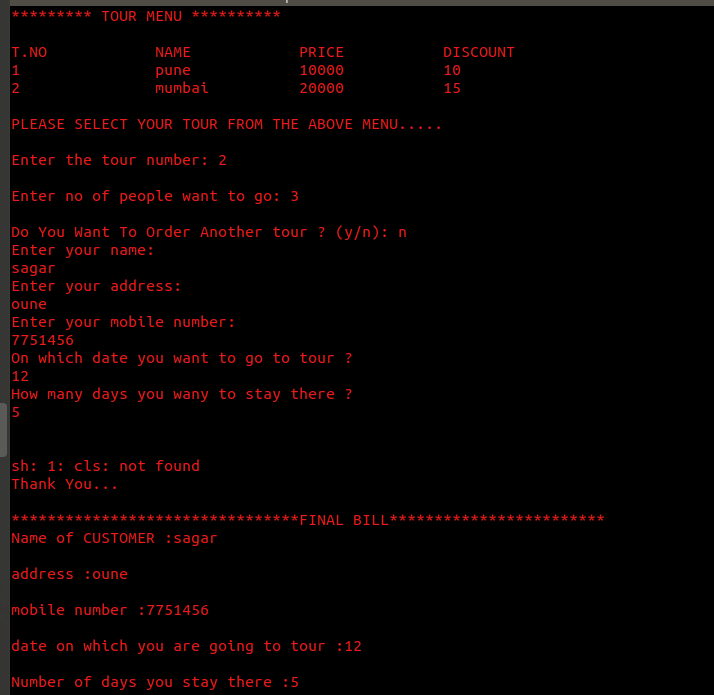 ********* TOUR MENU **********
T.NO NAME PRICE DISCOUNT
1 pune 10000 10
2 mumbai 20000 15
PLEASE SELECT YOUR TOUR FROM THE ABOVE MENU.....
Enter the tour number: 2
Enter no of people want to go: 3
Do You Want To Order Another tour ? (y/n): n
Enter your name:
sagar
Enter your address:
oune
Enter your mobile number:
7751456
On which date you want to go to tour ?
12
How many days you wany to stay there ?
5
sh: 1: cls: not found
Thank You...
********************************FINAL BILL************************
Name of CUSTOMER :sagar
address :oune
mobile number :7751456
date on which you are going to tour :12
Number of days you stay there :5